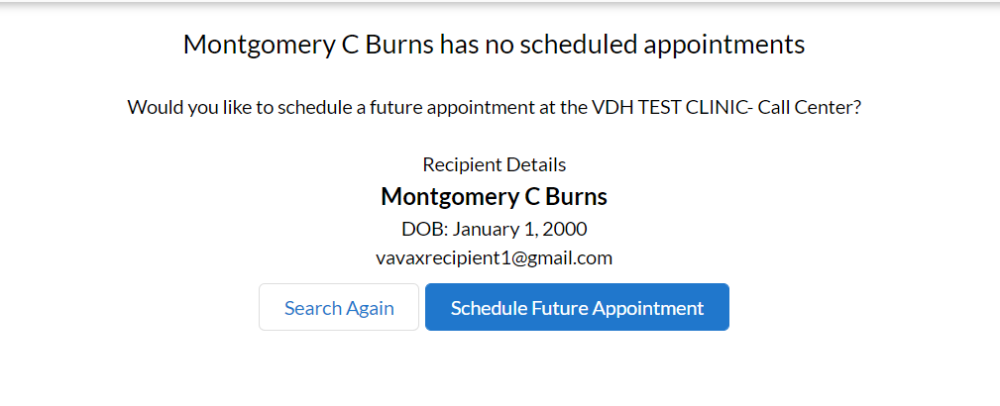 Montgomery C Burns has no scheduled appointments
Would you like to schedule a future appointment at the VDH TEST CLINIC- Call Center?
Recipient Details
Montgomery C Burns
DOB: January 1, 2000
vavaxrecipient1@gmail.com
Search Again
Schedule Future Appointment